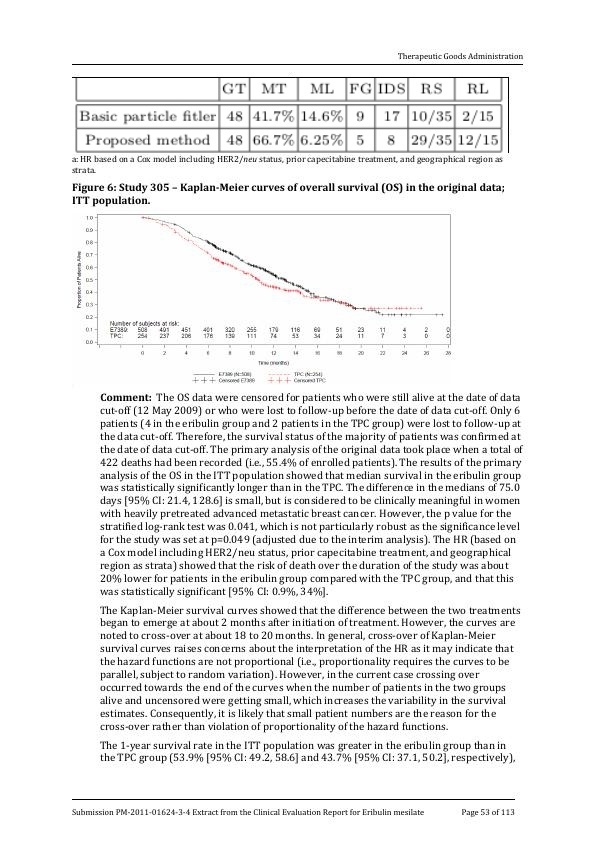 Therapeutic Goods Administration
GT MT ML FG IDS RS RL
Basic particle fitler 48 41.7% 14.6% 9 17 10/35 2/15
Proposed method 48 66.7% 6.25% 5 8 29/35 12/15
a: HR based on a Cox model including HER2/neu status, prior capecitabine treatment, and geographical region as
strata.
Figure 6: Study 305 – Kaplan-Meier curves of overall survival (OS) in the original data;
ITT population.
Proportion of Patients Alive
1.0
0.9
0.8
0.7
0.6
0.5
0.4
0.3
0.2
0.1
0.0
Number of subjects at risk:
E7389: 508 491 451 401 320 255 179 116 69 51 23 11 4 2 0
TPC: 254 237 206 178 139 111 74 53 34 24 11 7 3 0 0
0 2 4 6 8 10 12 14 16 18 20 22 24 26 28
Time (months)
E7389 (N=508) TPC (N=254)
Censored E7389 Censored TPC
Comment: The OS data were censored for patients who were still alive at the date of data
cut-off (12 May 2009) or who were lost to follow-up before the date of data cut-off. Only 6
patients (4 in the eribulin group and 2 patients in the TPC group) were lost to follow-up at
the data cut-off. Therefore, the survival status of the majority of patients was confirmed at
the date of data cut-off. The primary analysis of the original data took place when a total of
422 deaths had been recorded (i.e., 55.4% of enrolled patients). The results of the primary
analysis of the OS in the ITT population showed that median survival in the eribulin group
was statistically significantly longer than in the TPC. The difference in the medians of 75.0
days [95% CI: 21.4, 128.6] is small, but is considered to be clinically meaningful in women
with heavily pretreated advanced metastatic breast cancer. However, the p value for the
stratified log-rank test was 0.041, which is not particularly robust as the significance level
for the study was set at p=0.049 (adjusted due to the interim analysis). The HR (based on
a Cox model including HER2/neu status, prior capecitabine treatment, and geographical
region as strata) showed that the risk of death over the duration of the study was about
20% lower for patients in the eribulin group compared with the TPC group, and that this
was statistically significant [95% CI: 0.9%, 34%].
The Kaplan-Meier survival curves showed that the difference between the two treatments
began to emerge at about 2 months after initiation of treatment. However, the curves are
noted to cross-over at about 18 to 20 months. In general, cross-over of Kaplan-Meier
survival curves raises concerns about the interpretation of the HR as it may indicate that
the hazard functions are not proportional (i.e., proportionality requires the curves to be
parallel, subject to random variation). However, in the current case crossing over
occurred towards the end of the curves when the number of patients in the two groups
alive and uncensored were getting small, which increases the variability in the survival
estimates. Consequently, it is likely that small patient numbers are the reason for the
cross-over rather than violation of proportionality of the hazard functions.
The 1-year survival rate in the ITT population was greater in the eribulin group than in
the TPC group (53.9% [95% CI: 49.2, 58.6] and 43.7% [95% CI: 37.1, 50.2], respectively),
Submission PM-2011-01624-3-4 Extract from the Clinical Evaluation Report for Eribulin mesilate Page 53 of 113